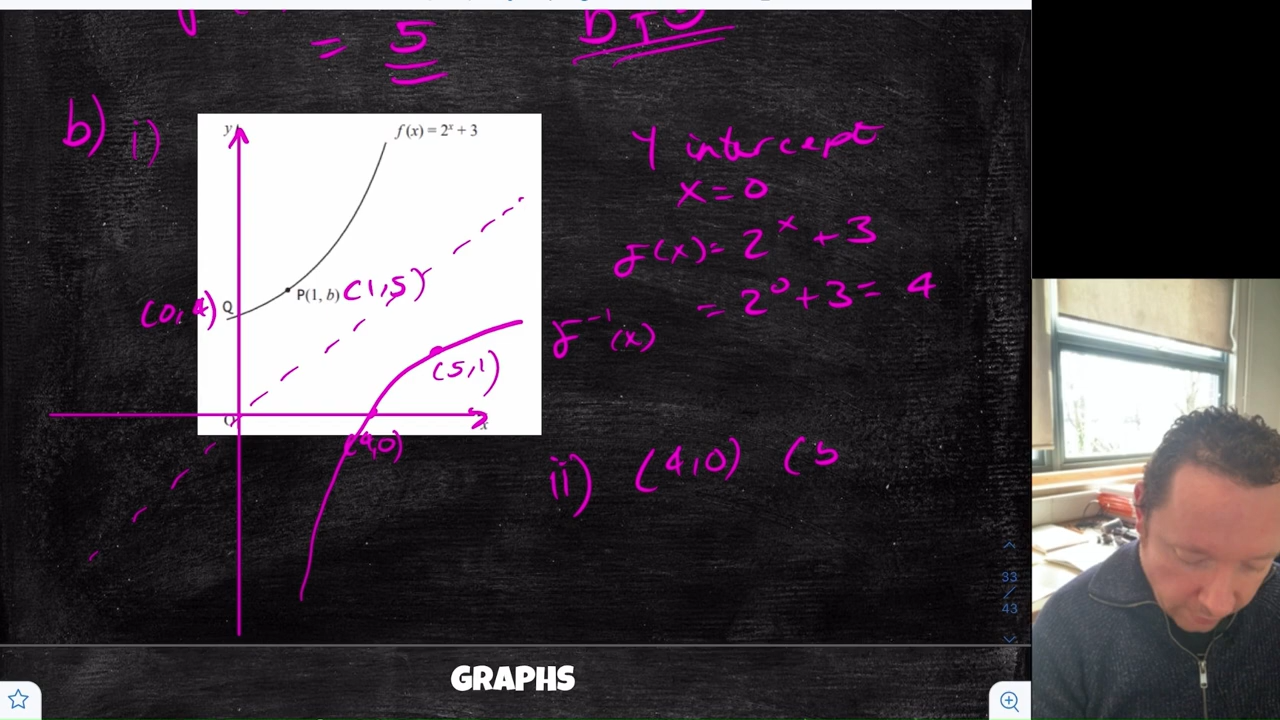 = 5
b) i)
y
f(x) = 2ˣ + 3
Y intercept
x = 0
f(x) = 2ˣ + 3
= 2⁰ + 3 = 4
(0,4) Q
P(1, b) (1,5)
f⁻¹(x)
(5,1)
O
x
(4,0)
ii) (4,0) (5
33
/
43
GRAPHS